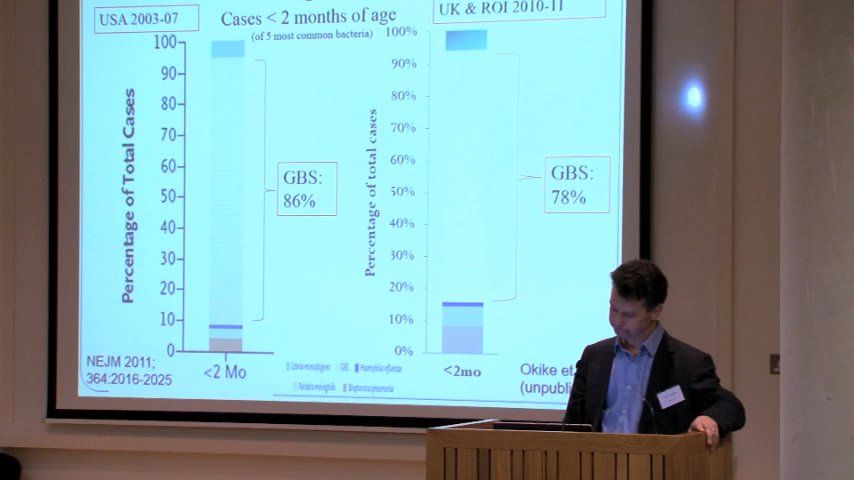 USA 2003-07
Cases < 2 months of age
(of 5 most common bacteria)
UK & ROI 2010-11
Percentage of Total Cases
100
90
80
70
60
50
40
30
20
10
0
<2 Mo
GBS:
86%
Percentage of total cases
100%
90%
80%
70%
60%
50%
40%
30%
20%
10%
0%
<2mo
GBS:
78%
NEJM 2011;
364:2016-2025
Listeria monocytogenes GBS Haemophilus influenzae
Neisseria meningitidis Streptococcus pneumoniae
Okike et
(unpubli